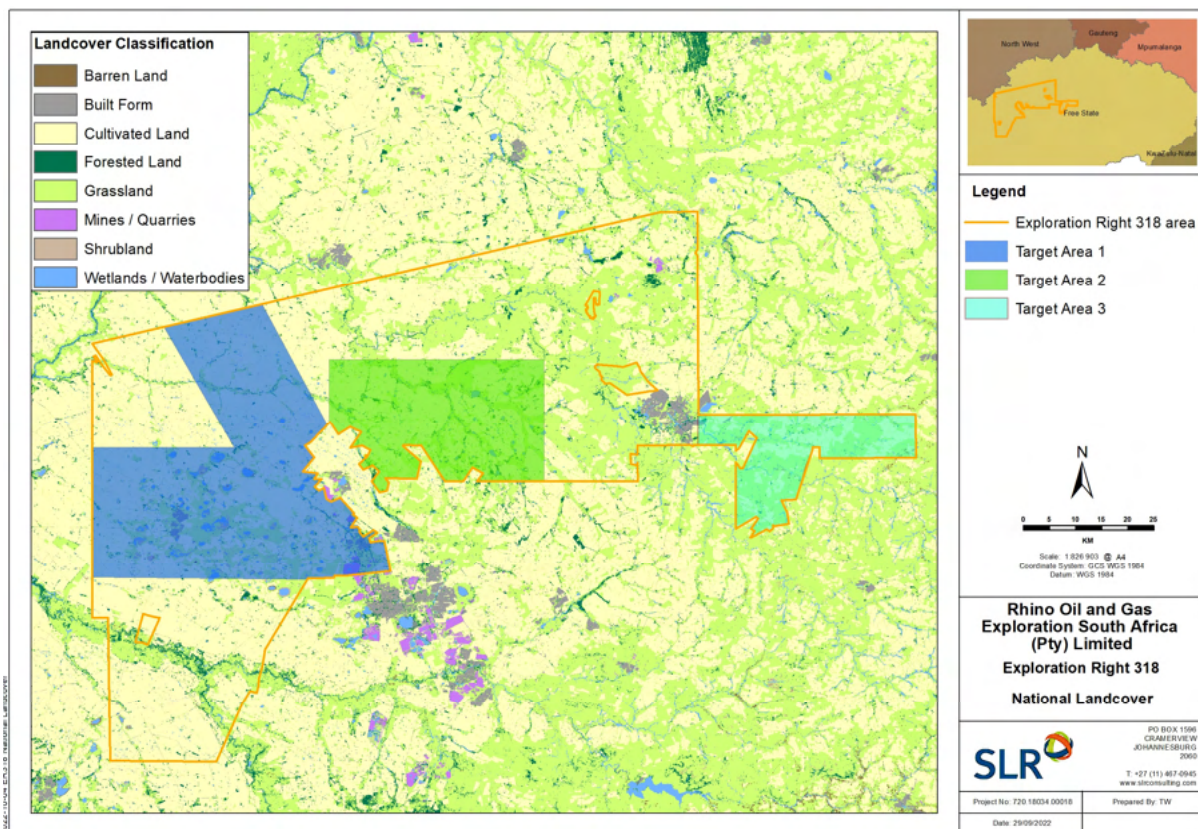 Landcover Classification
Barren Land
Built Form
Cultivated Land
Forested Land
Grassland
Mines / Quarries
Shrubland
Wetlands / Waterbodies
North West
Gauteng
Mpumalanga
Free State
KwaZulu-Natal
Legend
Exploration Right 318 area
Target Area 1
Target Area 2
Target Area 3
N
0 5 10 15 20 25
KM
Scale: 1:826 903 @ A4
Coordinate System: GCS WGS 1984
Datum: WGS 1984
Rhino Oil and Gas
Exploration South Africa
(Pty) Limited
Exploration Right 318
National Landcover
SLR
PO BOX 1596
CRAMERVIEW
JOHANNESBURG
2060
T: +27 (11) 467-0945
www.slrconsulting.com
Project No: 720.18034.00018
Prepared By: TW
Date: 29/09/2022
National Landcover